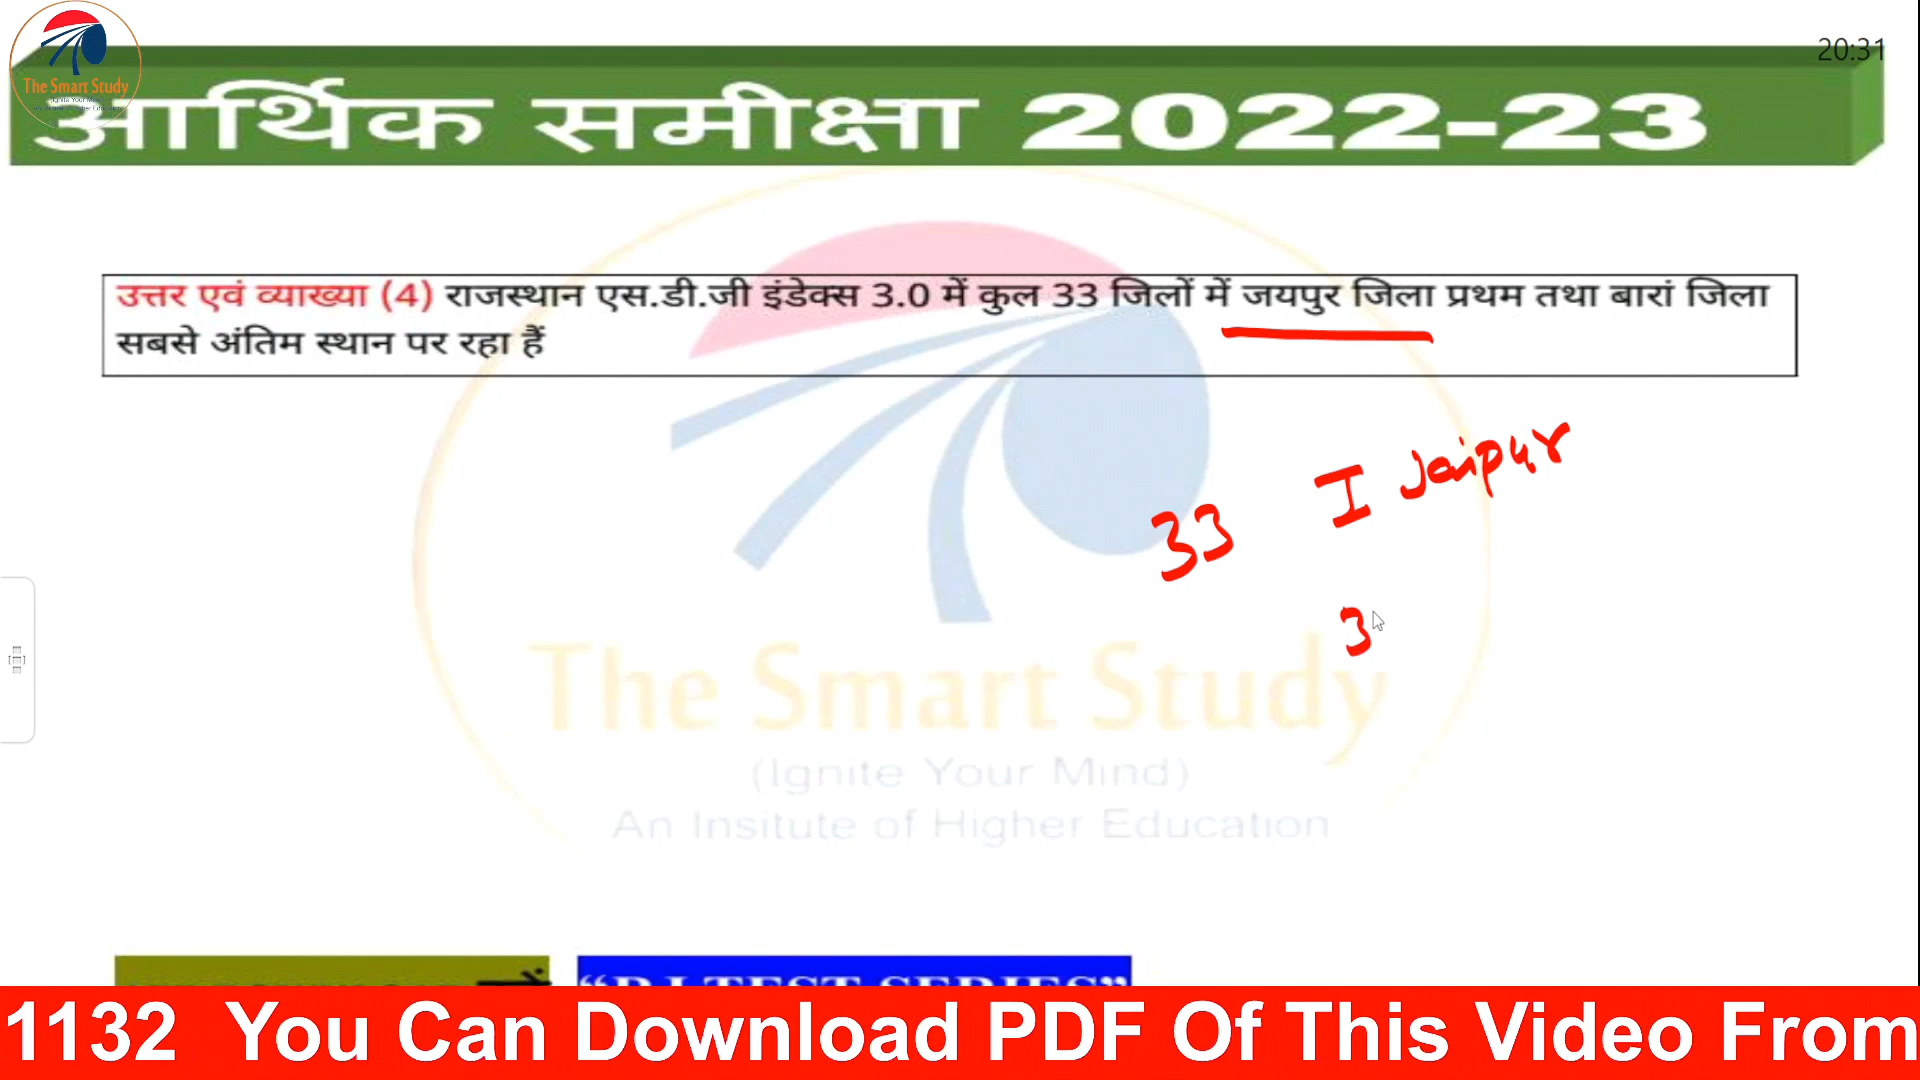 The Smart Study
20:31
आर्थिक समीक्षा 2022-23
उत्तर एवं व्याख्या (4) राजस्थान एस.डी.जी इंडेक्स 3.0 में कुल 33 जिलों में जयपुर जिला प्रथम तथा बारां जिला
सबसे अंतिम स्थान पर रहा हैं
I Jaipur
33
3
The Smart Study
(Ignite Your Mind)
An Insitute of Higher Education
1132 You Can Download PDF Of This Video From